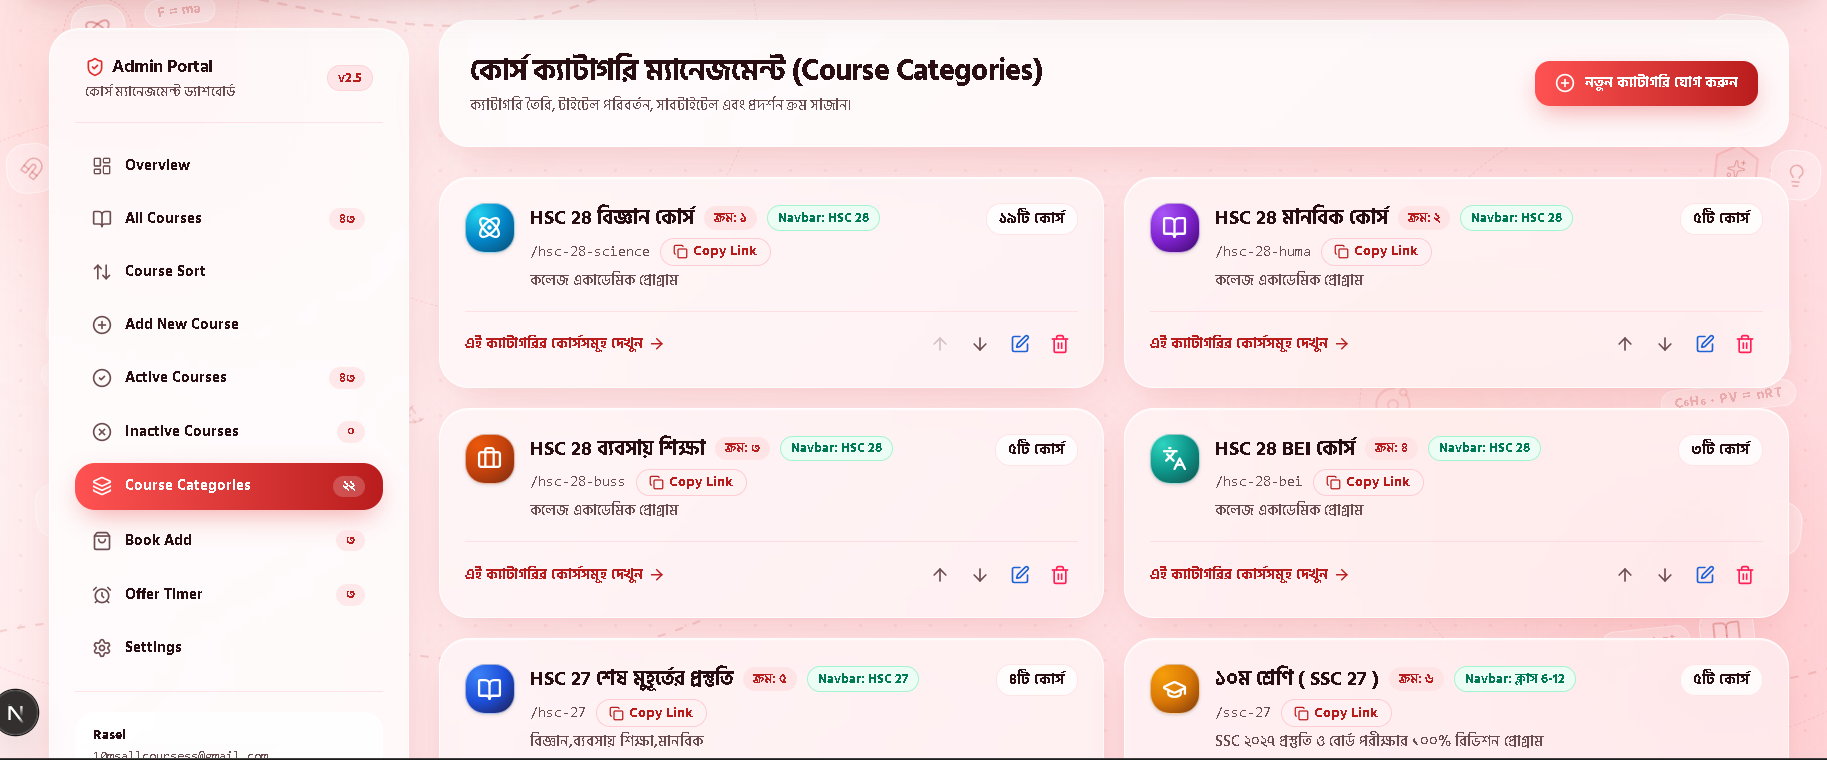 F = ma
Admin Portal
v2.5
কোর্স ম্যানেজমেন্ট ড্যাশবোর্ড
Overview
All Courses
৪৩
Course Sort
Add New Course
Active Courses
৪৩
Inactive Courses
০
Course Categories
১১
Book Add
৩
Offer Timer
৩
Settings
Rasel
10msallcoursess@gmail.com
N
কোর্স ক্যাটাগরি ম্যানেজমেন্ট (Course Categories)
ক্যাটাগরি তৈরি, টাইটেল পরিবর্তন, সাবটাইটেল এবং প্রদর্শন ক্রম সাজান।
নতুন ক্যাটাগরি যোগ করুন
HSC 28 বিজ্ঞান কোর্স ক্রম: ১ Navbar: HSC 28 ১৯টি কোর্স
/hsc-28-science Copy Link
কলেজ একাডেমিক প্রোগ্রাম
এই ক্যাটাগরির কোর্সসমূহ দেখুন →
HSC 28 মানবিক কোর্স ক্রম: ২ Navbar: HSC 28 ৫টি কোর্স
/hsc-28-huma Copy Link
কলেজ একাডেমিক প্রোগ্রাম
এই ক্যাটাগরির কোর্সসমূহ দেখুন →
C₆H₆ · PV = nRT
HSC 28 ব্যবসায় শিক্ষা ক্রম: ৩ Navbar: HSC 28 ৫টি কোর্স
/hsc-28-buss Copy Link
কলেজ একাডেমিক প্রোগ্রাম
এই ক্যাটাগরির কোর্সসমূহ দেখুন →
HSC 28 BEI কোর্স ক্রম: ৪ Navbar: HSC 28 ৩টি কোর্স
/hsc-28-bei Copy Link
কলেজ একাডেমিক প্রোগ্রাম
এই ক্যাটাগরির কোর্সসমূহ দেখুন →
HSC 27 শেষ মুহূর্তের প্রস্তুতি ক্রম: ৫ Navbar: HSC 27 ৪টি কোর্স
/hsc-27 Copy Link
বিজ্ঞান,ব্যবসায় শিক্ষা,মানবিক
১০ম শ্রেণি ( SSC 27 ) ক্রম: ৬ Navbar: ক্লাস 6-12 ৫টি কোর্স
/ssc-27 Copy Link
SSC ২০২৭ প্রস্তুতি ও বোর্ড পরীক্ষার ১০০% রিভিশন প্রোগ্রাম